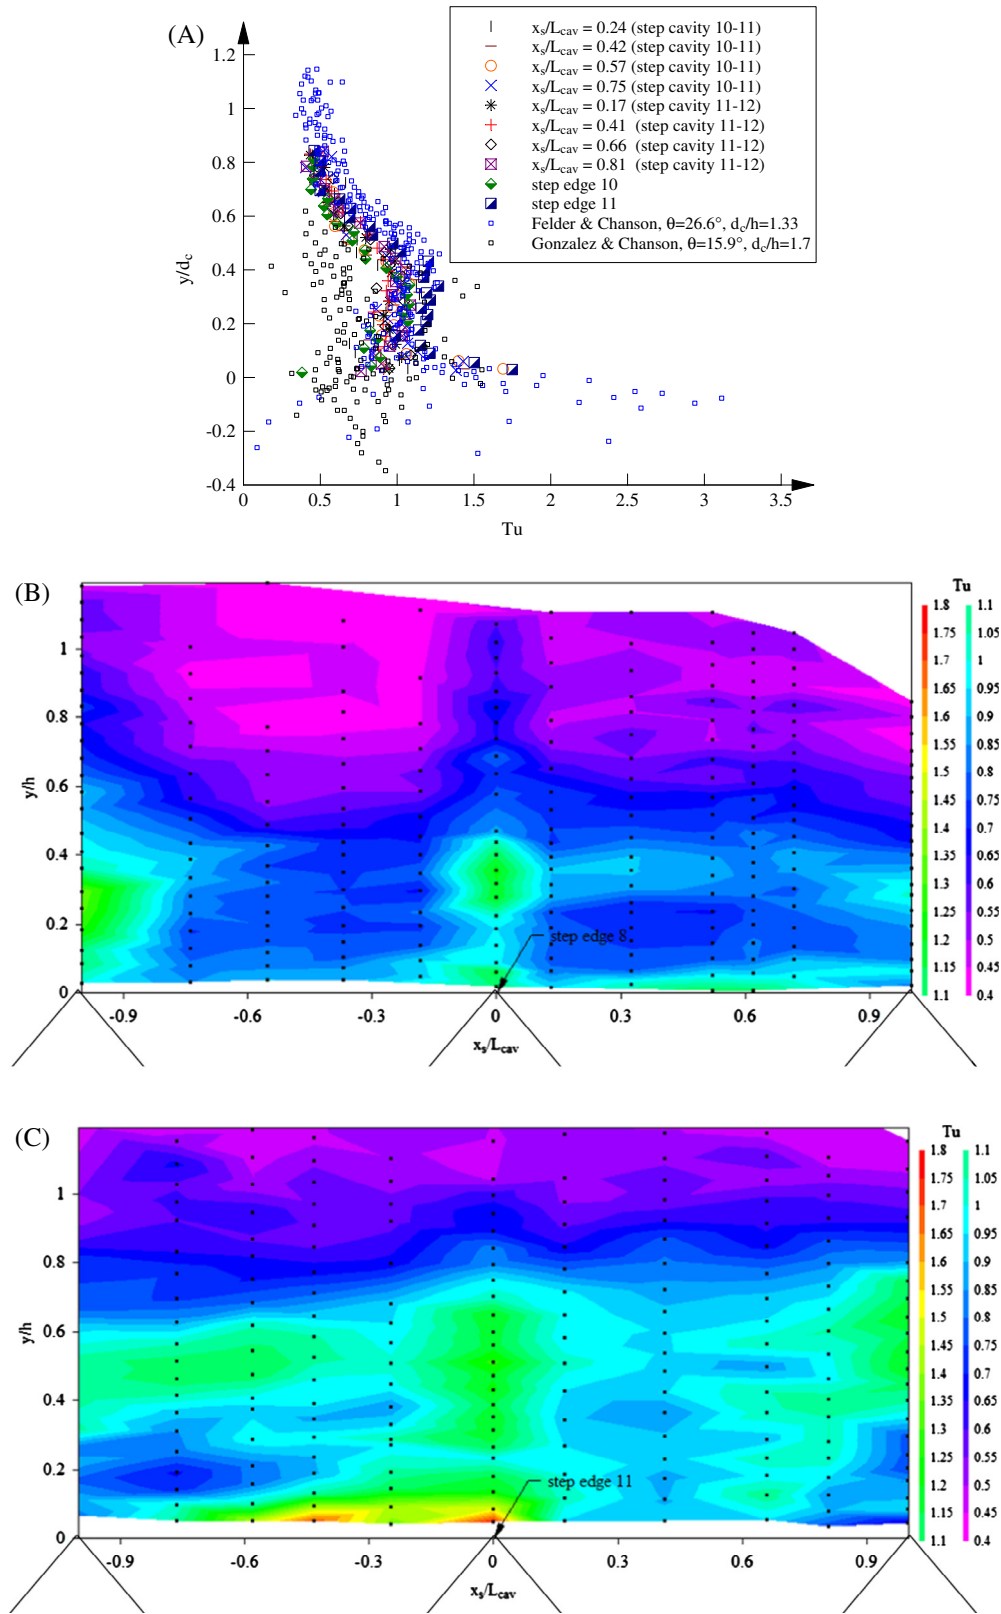 (A)
1.2
1
0.8
0.6
0.4
0.2
0
-0.2
-0.4
y/dc
0 0.5 1 1.5 2 2.5 3 3.5
Tu
xs/Lcav = 0.24 (step cavity 10-11)
xs/Lcav = 0.42 (step cavity 10-11)
xs/Lcav = 0.57 (step cavity 10-11)
xs/Lcav = 0.75 (step cavity 10-11)
xs/Lcav = 0.17 (step cavity 11-12)
xs/Lcav = 0.41 (step cavity 11-12)
xs/Lcav = 0.66 (step cavity 11-12)
xs/Lcav = 0.81 (step cavity 11-12)
step edge 10
step edge 11
Felder & Chanson, θ=26.6°, dc/h=1.33
Gonzalez & Chanson, θ=15.9°, dc/h=1.7
(B)
1
0.8
0.6
0.4
0.2
0
y/h
step edge 8
-0.9 -0.6 -0.3 0 0.3 0.6 0.9
xs/Lcav
Tu
1.8 1.1
1.75 1.05
1.7 1
1.65 0.95
1.6 0.9
1.55 0.85
1.5 0.8
1.45 0.75
1.4 0.7
1.35 0.65
1.3 0.6
1.25 0.55
1.2 0.5
1.15 0.45
1.1 0.4
(C)
1
0.8
0.6
0.4
0.2
0
y/h
step edge 11
-0.9 -0.6 -0.3 0 0.3 0.6 0.9
xs/Lcav
Tu
1.8 1.1
1.75 1.05
1.7 1
1.65 0.95
1.6 0.9
1.55 0.85
1.5 0.8
1.45 0.75
1.4 0.7
1.35 0.65
1.3 0.6
1.25 0.55
1.2 0.5
1.15 0.45
1.1 0.4